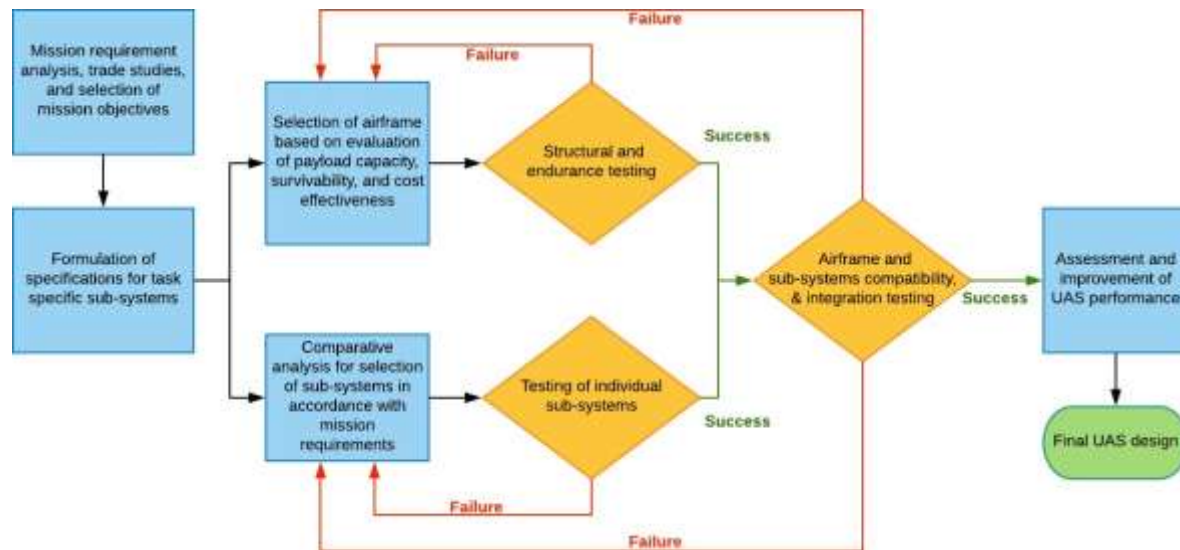 Mission requirement
analysis, trade studies,
and selection of
mission objectives
Formulation of
specifications for task
specific sub-systems
Failure
Failure
Selection of airframe
based on evaluation
of payload capacity,
survivability, and cost
effectiveness
Structural and
endurance testing
Success
Comparative
analysis for selection
of sub-systems in
accordance with
mission
requirements
Testing of individual
sub-systems
Success
Failure
Failure
Airframe and
sub-systems compatibility,
& integration testing
Success
Assessment and
improvement of
UAS performance
Final UAS design